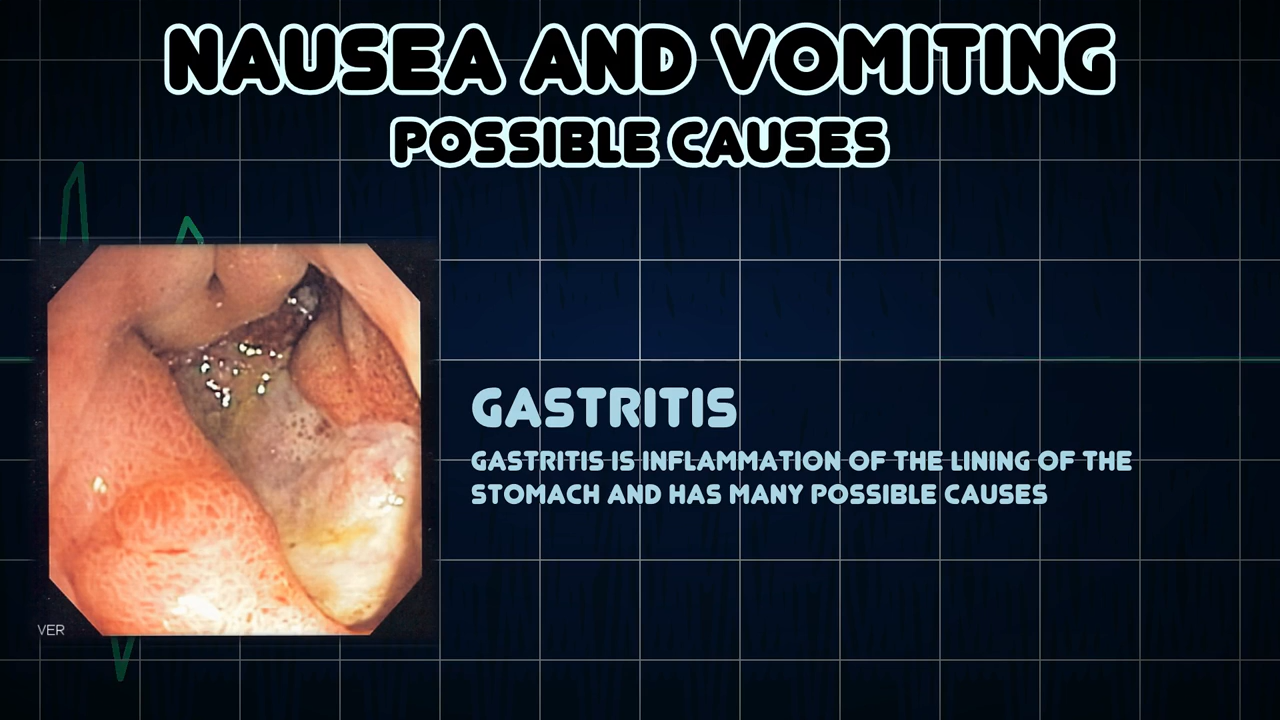 NAUSEA AND VOMITING
POSSIBLE CAUSES
GASTRITIS
GASTRITIS IS INFLAMMATION OF THE LINING OF THE
STOMACH AND HAS MANY POSSIBLE CAUSES
VER